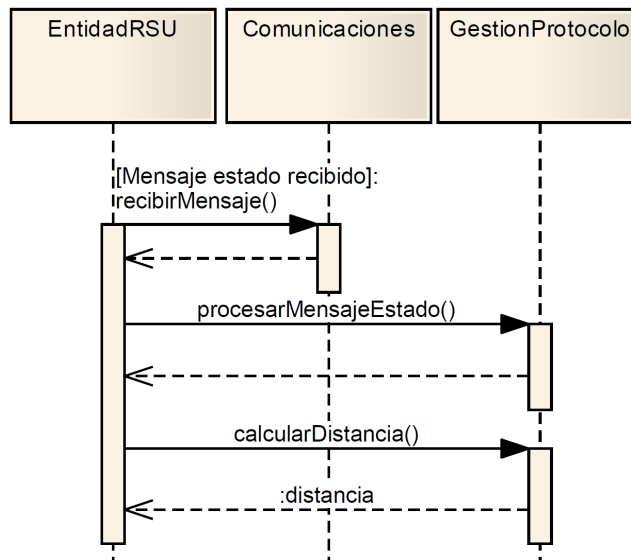 EntidadRSU
Comunicaciones
GestionProtocolo
[Mensaje estado recibido]:
recibirMensaje()
procesarMensajeEstado()
calcularDistancia()
:distancia